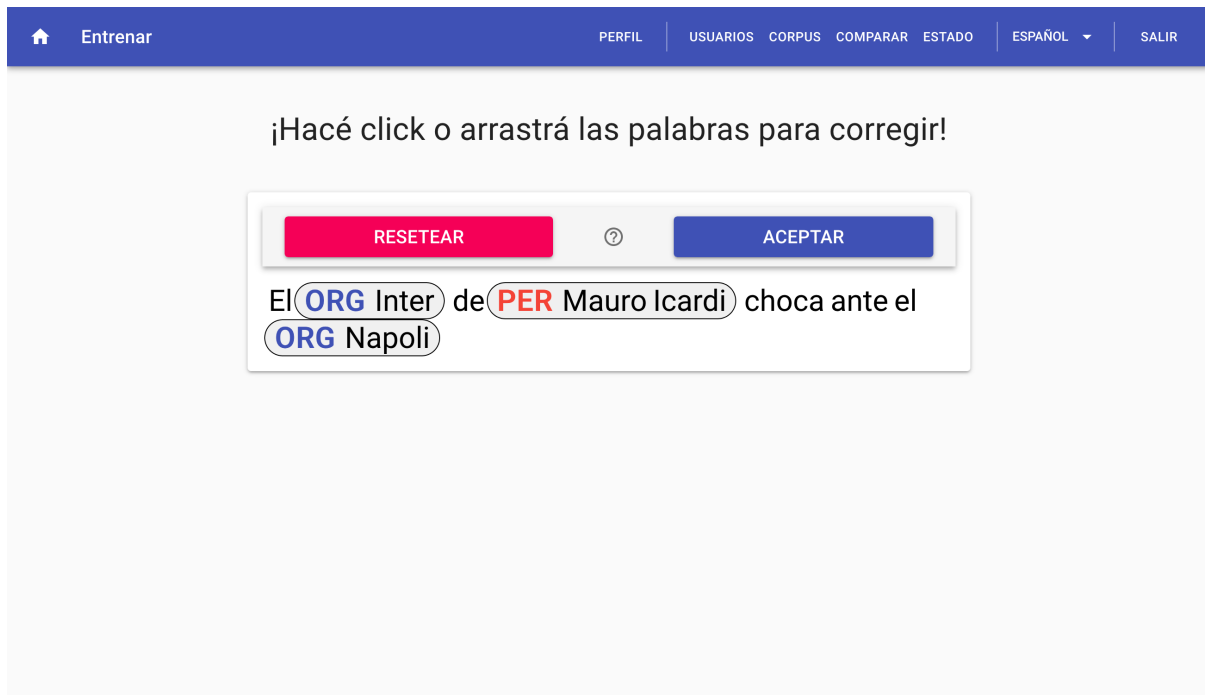 Entrenar PERFIL USUARIOS CORPUS COMPARAR ESTADO ESPAÑOL SALIR
¡Hacé click o arrastrá las palabras para corregir!
RESETEAR ? ACEPTAR
El ORG Inter de PER Mauro Icardi choca ante el
ORG Napoli